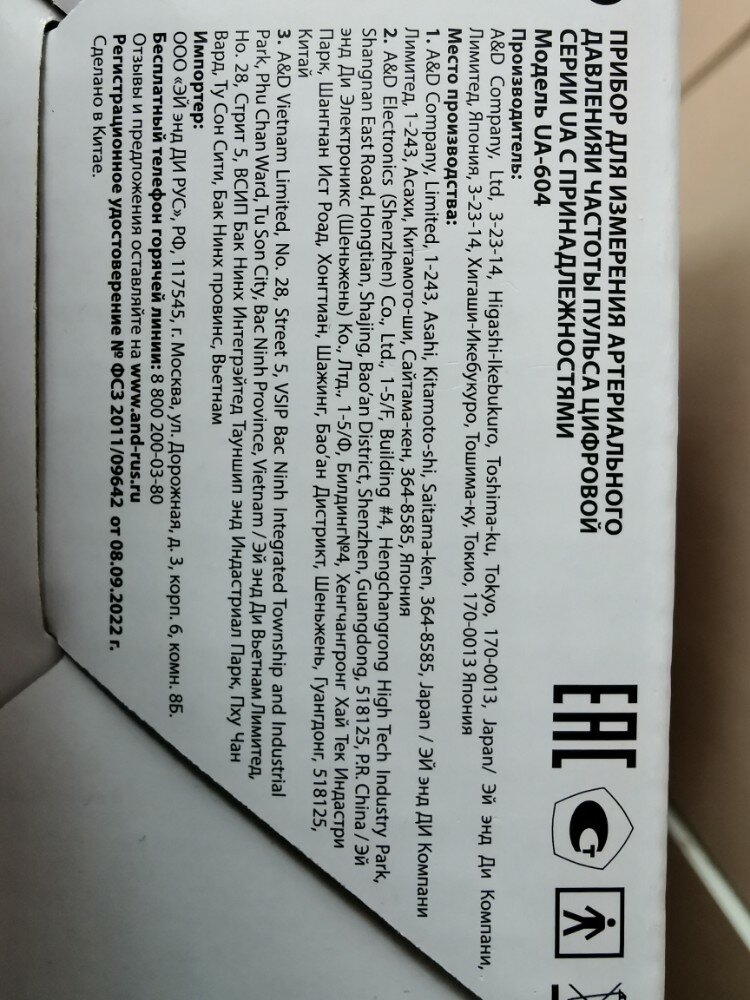 ПРИБОР ДЛЯ ИЗМЕРЕНИЯ АРТЕРИАЛЬНОГО
ДАВЛЕНИЯИ ЧАСТОТЫ ПУЛЬСА ЦИФРОВОЙ
СЕРИИ UA С ПРИНАДЛЕЖНОСТЯМИ
Модель UA-604
Производитель:
A&D Company, Ltd, 3-23-14, Higashi-Ikebukuro, Toshima-ku, Tokyo, 170-0013, Japan/ Эй энд Ди Компани,
Лимитед, Япония, 3-23-14, Хигаши-Икебукуро, Тошима-ку, Токио, 170-0013 Япония
Место производства:
1. A&D Company, Limited, 1-243, Asahi, Kitamoto-shi, Saitama-ken, 364-8585, Japan / ЭЙ энд ДИ Компани
Лимитед, 1-243, Асахи, Китамото-ши, Сайтама-кен, 364-8585, Япония
2. A&D Electronics (Shenzhen) Co., Ltd., 1-5/F, Building #4, Hengchangrong High Tech Industry Park,
Shangnan East Road, Hongtian, Shajing, Bao'an District, Shenzhen, Guangdong, 518125, P.R. China / Эй
энд Ди Электроникс (Шеньжень) Ко., Лтд., 1-5/Ф, Билдинг№4, Хенгчангронг Хай Тек Индастри
Парк, Шангнан Ист Роад, Хонгтиан, Шажинг, Бао'ан Дистрикт, Шеньжень, Гуангдонг, 518125,
Китай
3. A&D Vietnam Limited, No. 28, Street 5, VSIP Bac Ninh Integrated Township and Industrial
Park, Phu Chan Ward, Tu Son City, Bac Ninh Province, Vietnam / Эй энд Ди Вьетнам Лимитед,
Но. 28, Стрит 5, ВСИП Бак Нинх Интегрэйтед Тауншип энд Индастриал Парк, Пху Чан
Вард, Ту Сон Сити, Бак Нинх провинс, Вьетнам
Импортер:
ООО «ЭЙ энд ДИ РУС», РФ, 117545, г. Москва, ул. Дорожная, д. 3, корп. 6, комн. 8Б.
Бесплатный телефон горячей линии: 8 800 200-03-80
Отзывы и предложения оставляйте на www.and-rus.ru
Регистрационное удостоверение № ФСЗ 2011/09642 от 08.09.2022 г.
Сделано в Китае.
EAC